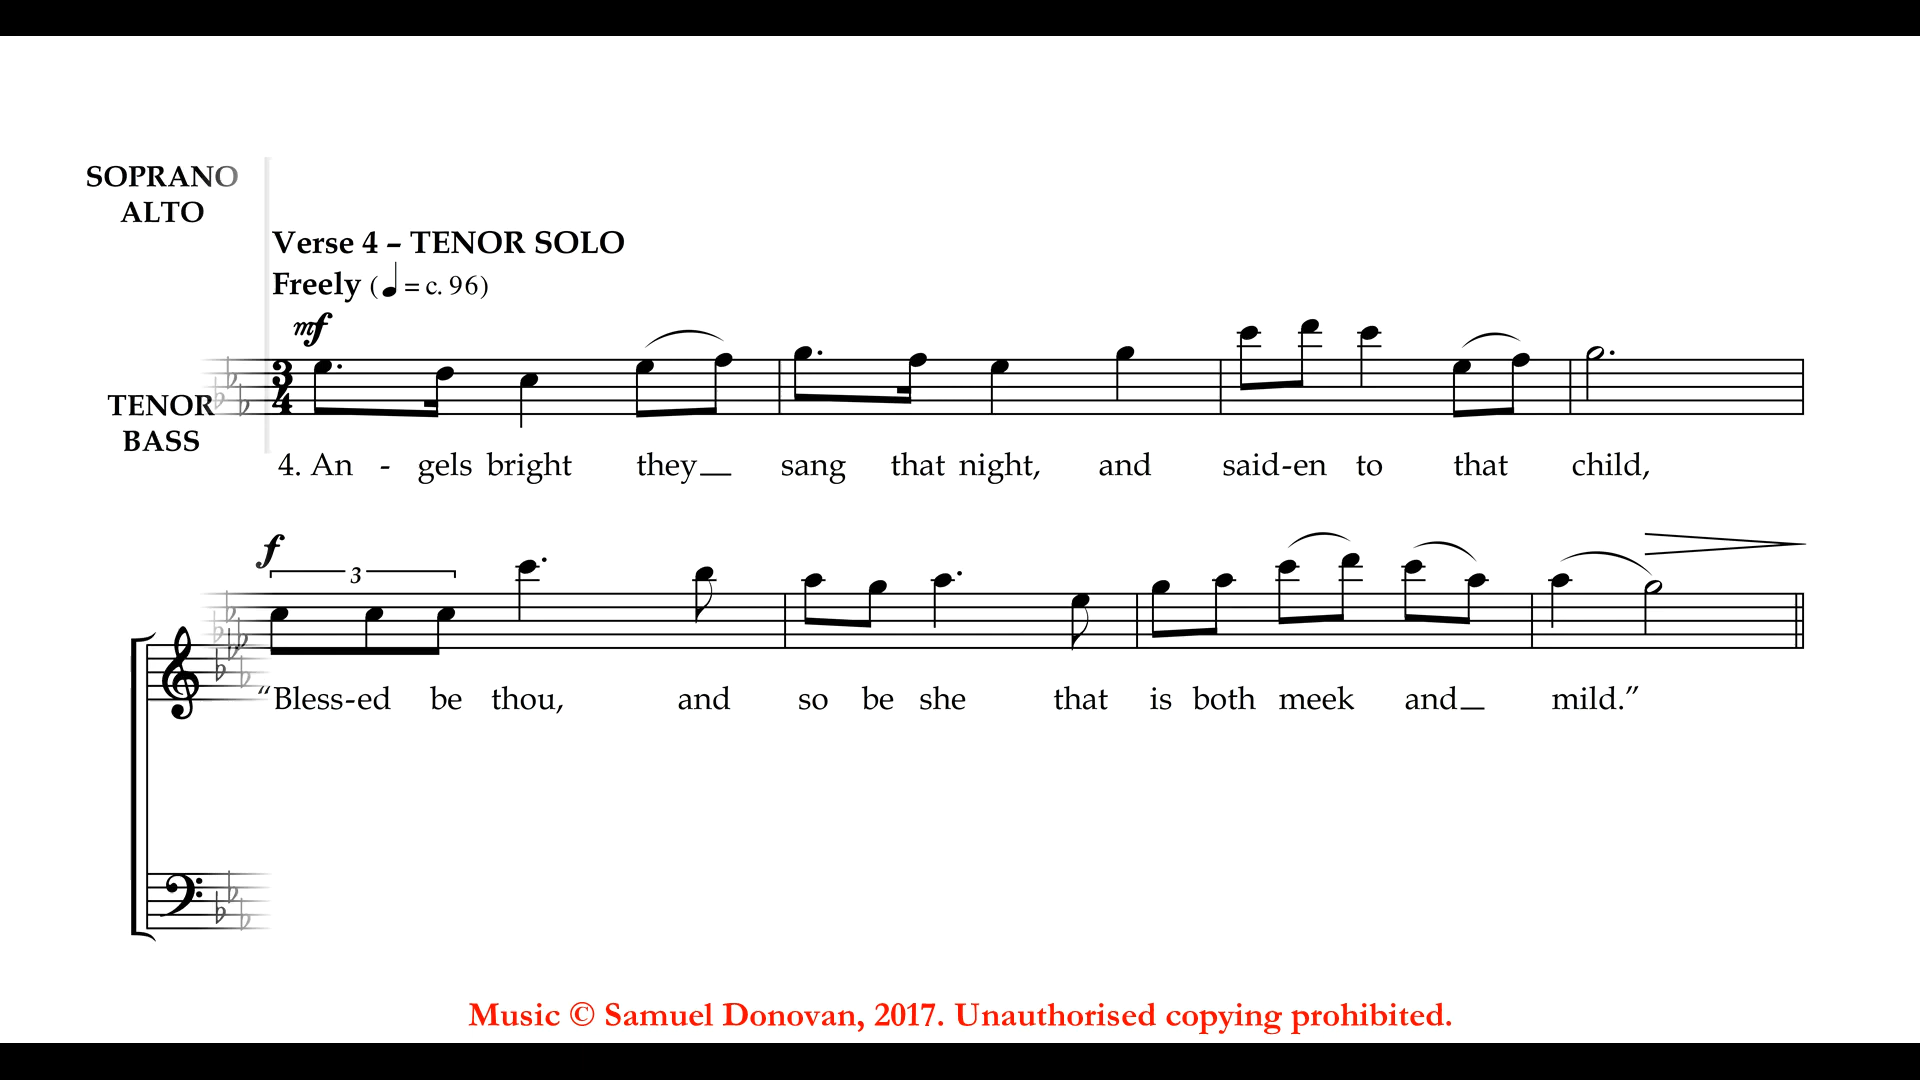 SOPRANO
ALTO
Verse 4 – TENOR SOLO
Freely (♩ = c. 96)
mf
3
4
TENOR
BASS
4. An - gels bright they sang that night, and said-en to that child,
f
3
“Bless-ed be thou, and so be she that is both meek and mild.”
Music © Samuel Donovan, 2017. Unauthorised copying prohibited.